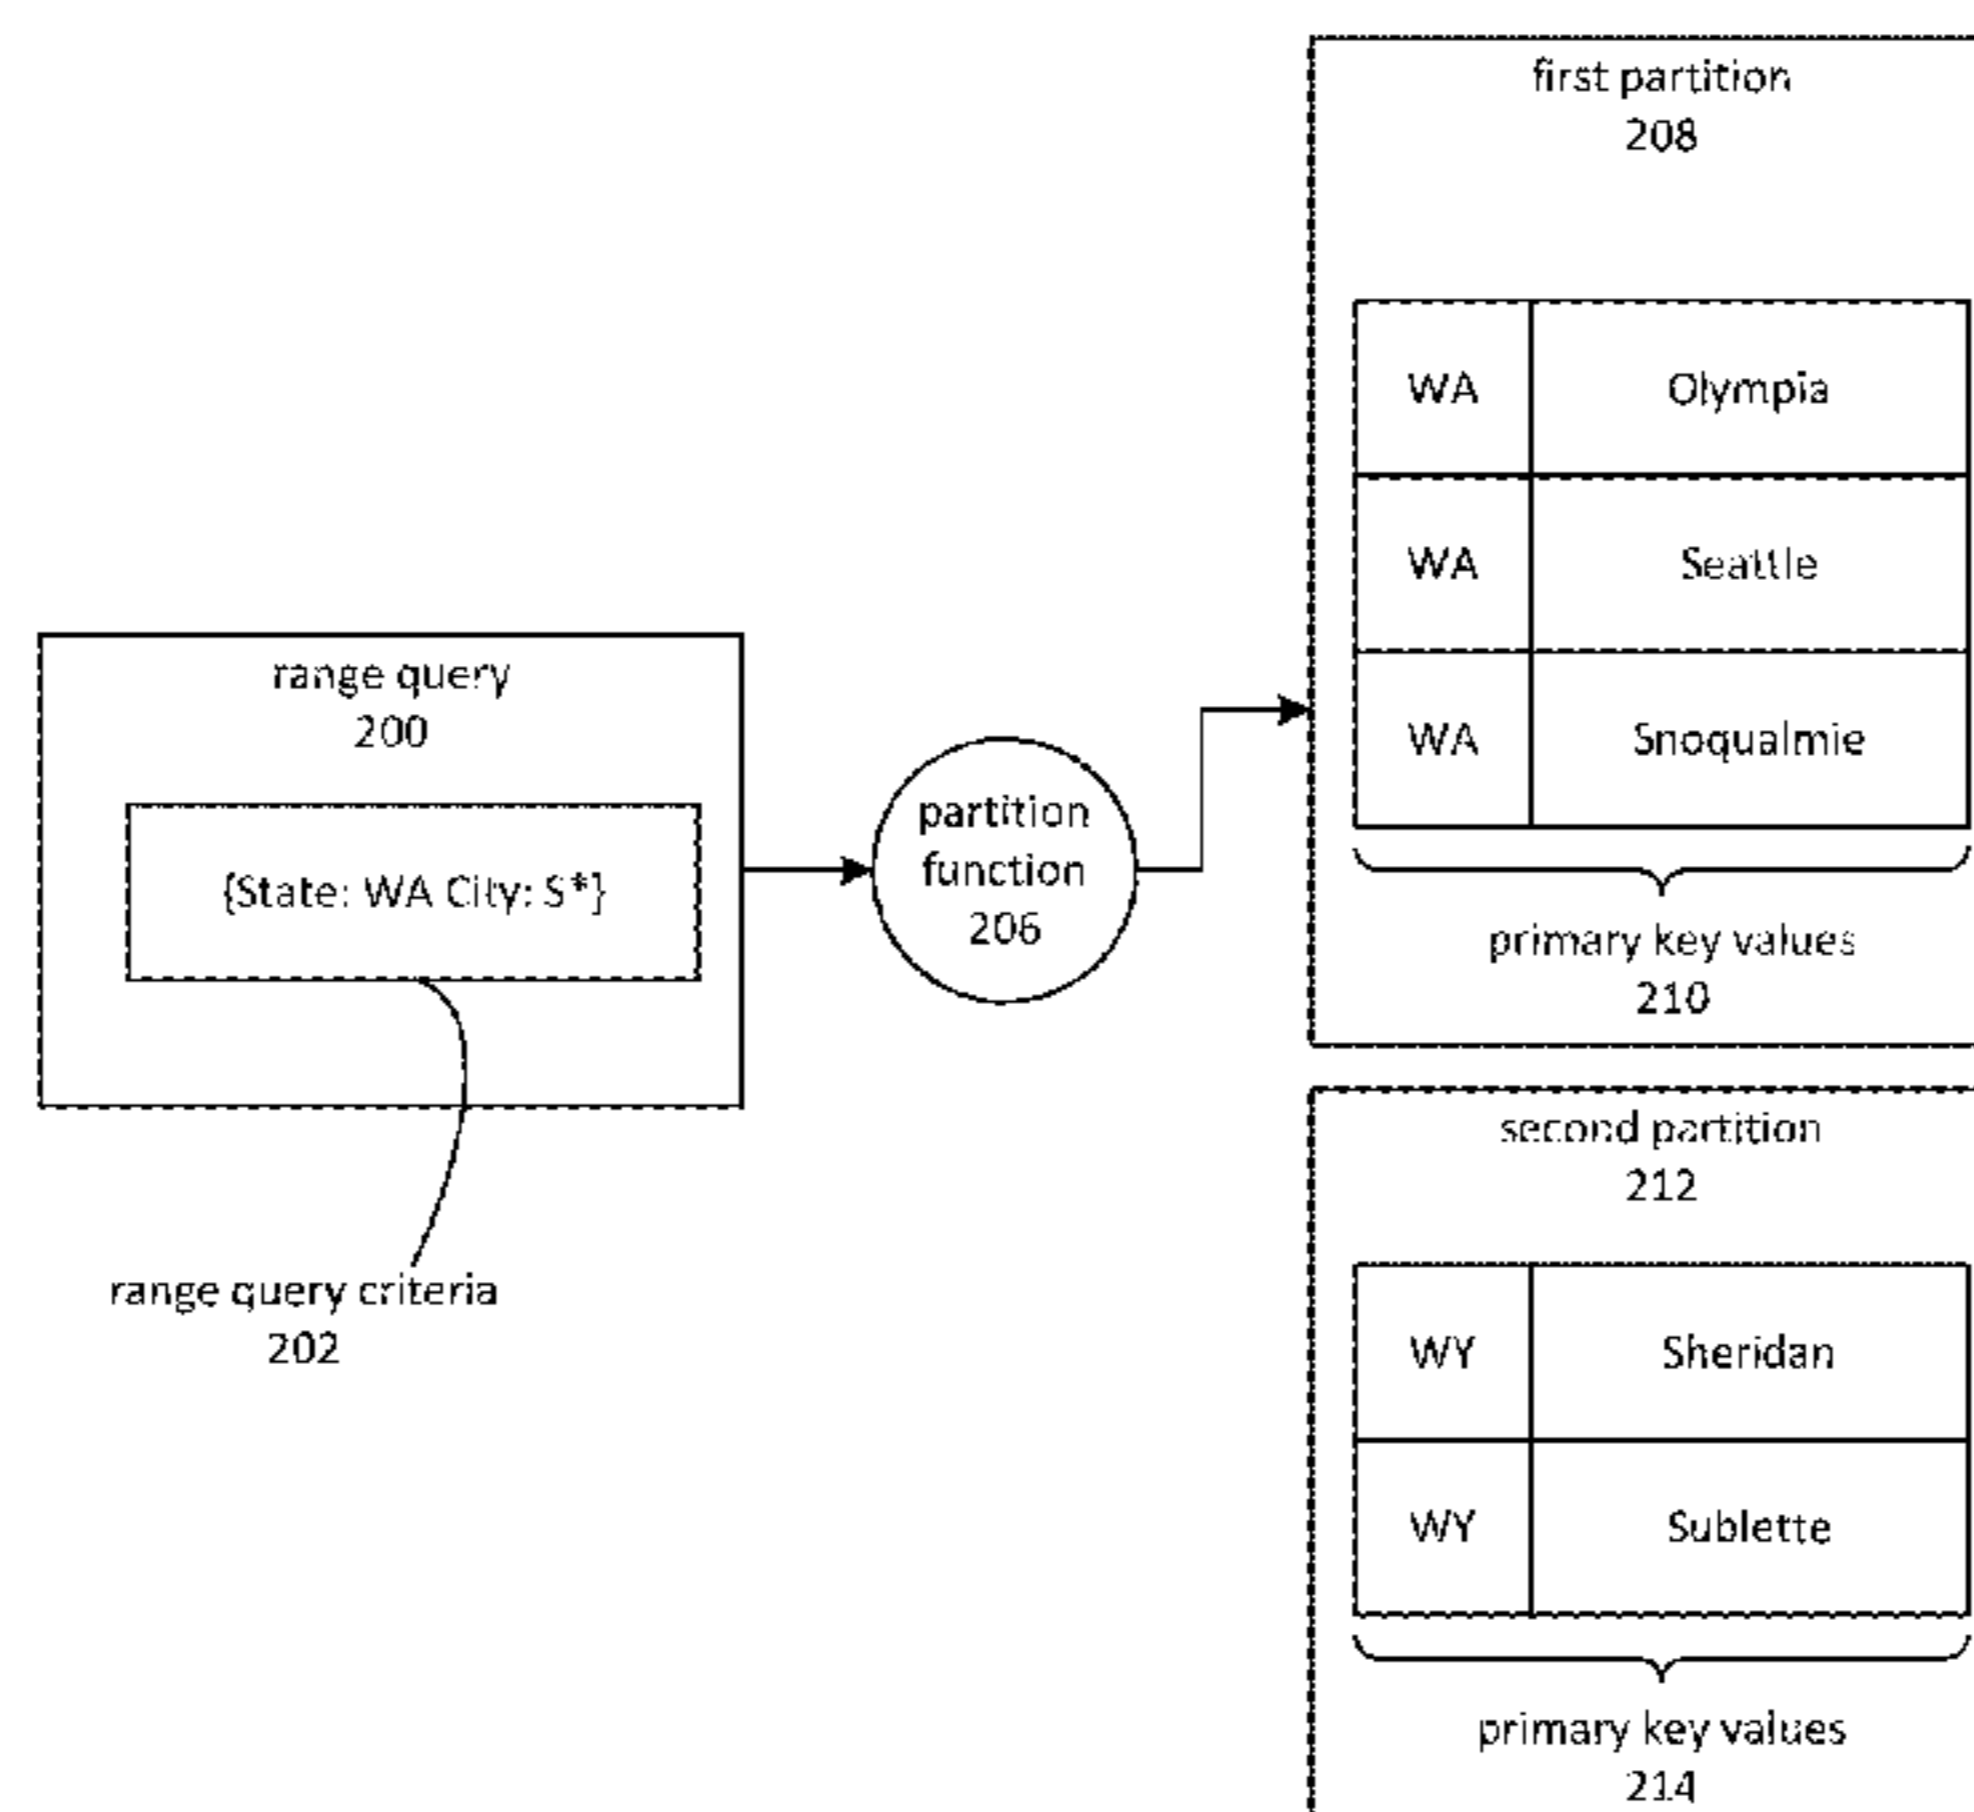 first partition
208
WA
Olympia
WA
Seattle
WA
Snoqualmie
primary key values
210
range query
200
{State: WA City: S*}
range query criteria
202
partition
function
206
second partition
212
WY
Sheridan
WY
Sublette
primary key values
214